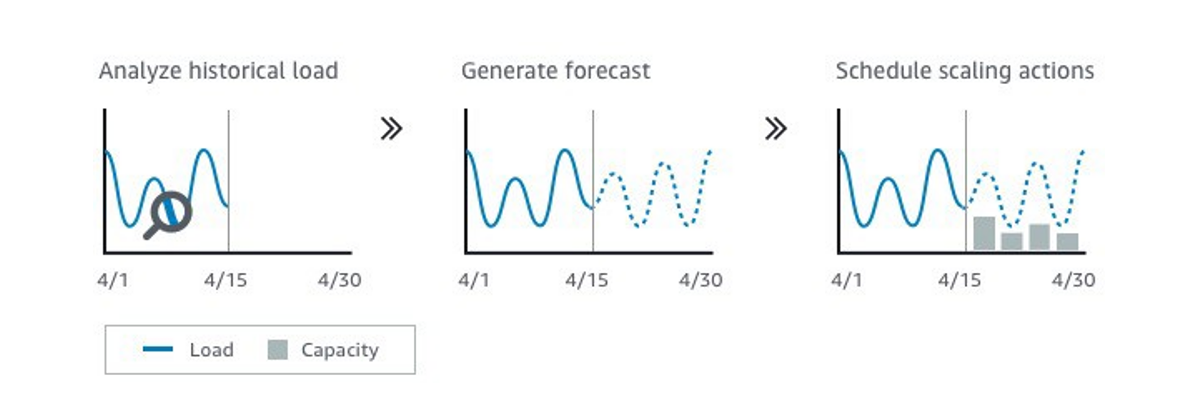 Analyze historical load
Generate forecast
Schedule scaling actions
4/1 4/15 4/30
4/1 4/15 4/30
4/1 4/15 4/30
Load Capacity